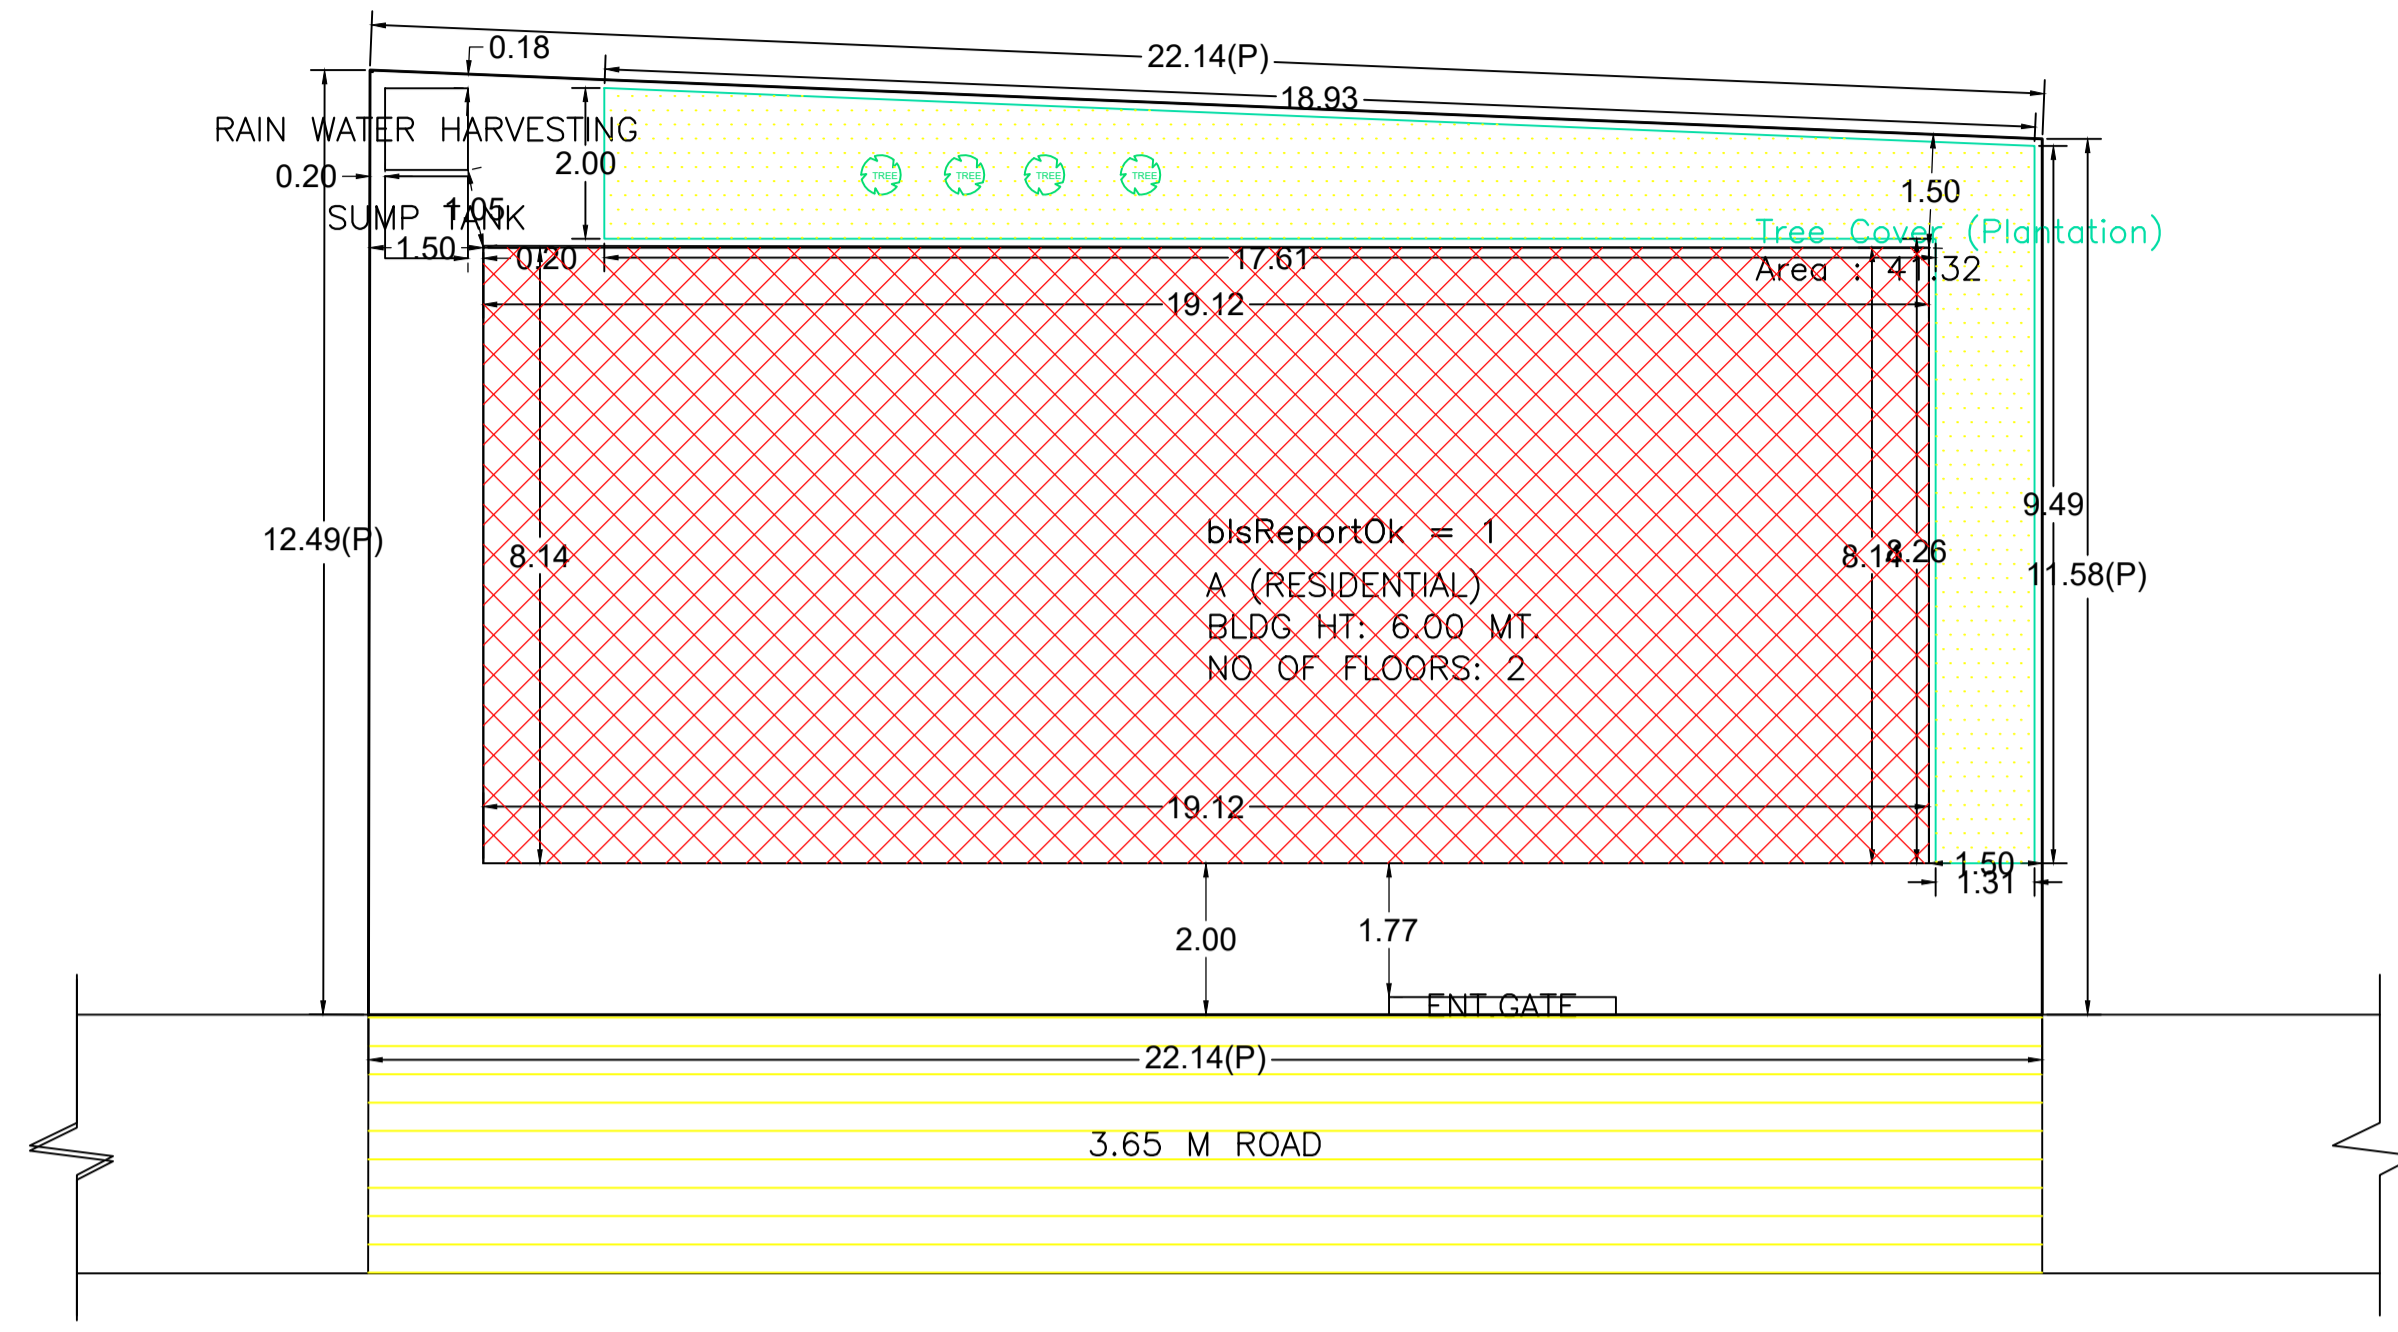 0.18
22.14(P)
18.93
RAIN WATER HARVESTING
2.00
0.20
TREE
TREE
TREE
TREE
1.50
1.05
SUMP TANK
Tree Cover (Plantation)
1.50
0.20
17.61
Area : 41.32
19.12
9.49
12.49(P)
8.14
bIsReportOk = 1
8.14
8.26
11.58(P)
A (RESIDENTIAL)
BLDG HT: 6.00 MT.
NO OF FLOORS: 2
19.12
1.50
1.31
2.00
1.77
ENT.GATE
22.14(P)
3.65 M ROAD